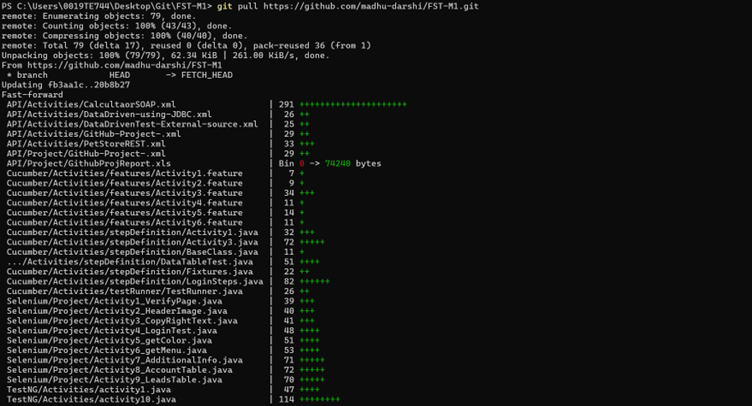 PS C:\Users\0019TE744\Desktop\Git\FST-M1> git pull https://github.com/madhu-darshi/FST-M1.git
remote: Enumerating objects: 79, done.
remote: Counting objects: 100% (43/43), done.
remote: Compressing objects: 100% (40/40), done.
remote: Total 79 (delta 17), reused 0 (delta 0), pack-reused 36 (from 1)
Unpacking objects: 100% (79/79), 62.34 KiB | 261.00 KiB/s, done.
From https://github.com/madhu-darshi/FST-M1
 * branch            HEAD       -> FETCH_HEAD
Updating fb3aa1c..20b8b27
Fast-forward
 API/Activities/CalcultaorSOAP.xml | 291 +++++++++++++++++++++
 API/Activities/DataDriven-using-JDBC.xml | 26 ++
 API/Activities/DataDrivenTest-External-source.xml | 25 ++
 API/Activities/GitHub-Project-.xml | 29 ++
 API/Activities/PetStoreREST.xml | 33 +++
 API/Project/GitHub-Project-.xml | 29 ++
 API/Project/GithubProjReport.xls | Bin 0 -> 74240 bytes
 Cucumber/Activities/features/Activity1.feature | 7 +
 Cucumber/Activities/features/Activity2.feature | 9 +
 Cucumber/Activities/features/Activity3.feature | 34 +++
 Cucumber/Activities/features/Activity4.feature | 11 +
 Cucumber/Activities/features/Activity5.feature | 14 +
 Cucumber/Activities/features/Activity6.feature | 11 +
 Cucumber/Activities/stepDefinition/Activity1.java | 32 +++
 Cucumber/Activities/stepDefinition/Activity3.java | 72 +++++
 Cucumber/Activities/stepDefinition/BaseClass.java | 11 +
 .../Activities/stepDefinition/DataTableTest.java | 51 ++++
 Cucumber/Activities/stepDefinition/Fixtures.java | 22 ++
 Cucumber/Activities/stepDefinition/LoginSteps.java | 82 ++++++
 Cucumber/Activities/testRunner/TestRunner.java | 26 ++
 Selenium/Project/Activity1_VerifyPage.java | 39 +++
 Selenium/Project/Activity2_HeaderImage.java | 40 +++
 Selenium/Project/Activity3_CopyRightText.java | 41 +++
 Selenium/Project/Activity4_LoginTest.java | 48 ++++
 Selenium/Project/Activity5_getColor.java | 51 ++++
 Selenium/Project/Activity6_getMenu.java | 53 ++++
 Selenium/Project/Activity7_AdditionalInfo.java | 71 +++++
 Selenium/Project/Activity8_AccountTable.java | 72 +++++
 Selenium/Project/Activity9_LeadsTable.java | 70 +++++
 TestNG/Activities/activity1.java | 47 ++++
 TestNG/Activities/activity10.java | 114 ++++++++